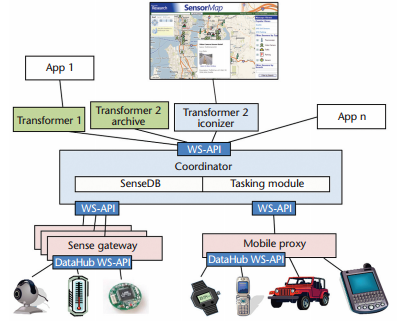 Research SensorMap
App 1
Transformer 1
Transformer 2
archive
Transformer 2
iconizer
App n
WS-API
Coordinator
SenseDB
Tasking module
WS-API
WS-API
Sense gateway
Mobile proxy
DataHub WS-API
DataHub WS-API